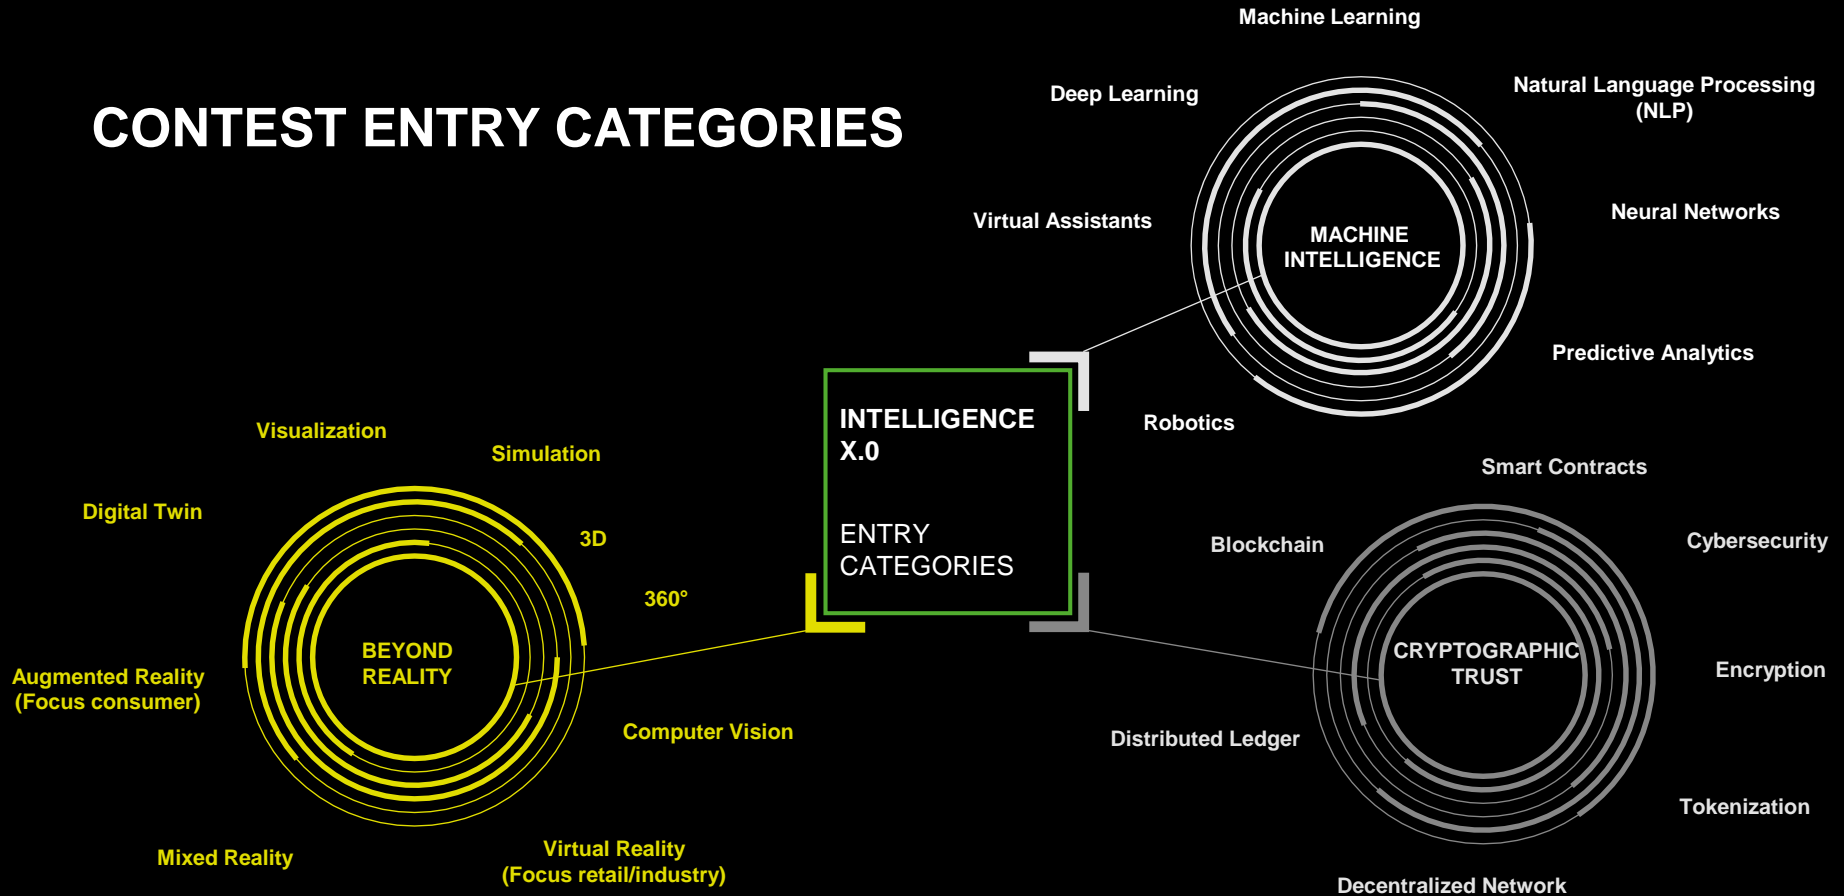 CONTEST ENTRY CATEGORIES
Machine Learning
Deep Learning
Natural Language Processing
(NLP)
Virtual Assistants
Neural Networks
MACHINE
INTELLIGENCE
Predictive Analytics
Robotics
INTELLIGENCE
X.0
ENTRY
CATEGORIES
Visualization
Simulation
Digital Twin
3D
360°
BEYOND
REALITY
Augmented Reality
(Focus consumer)
Computer Vision
Mixed Reality
Virtual Reality
(Focus retail/industry)
Smart Contracts
Blockchain
Cybersecurity
CRYPTOGRAPHIC
TRUST
Encryption
Distributed Ledger
Tokenization
Decentralized Network